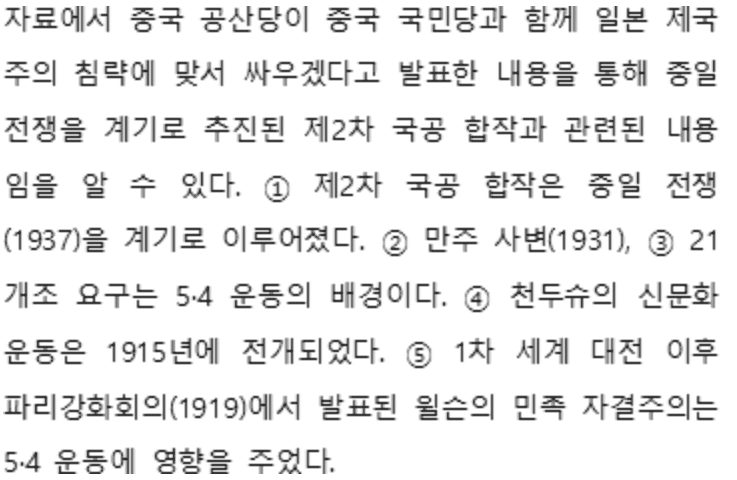 자료에서 중국 공산당이 중국 국민당과 함께 일본 제국
주의 침략에 맞서 싸우겠다고 발표한 내용을 통해 중일
전쟁을 계기로 추진된 제2차 국공 합작과 관련된 내용
임을 알 수 있다. ① 제2차 국공 합작은 중일 전쟁
(1937)을 계기로 이루어졌다. ② 만주 사변(1931), ③ 21
개조 요구는 5·4 운동의 배경이다. ④ 천두슈의 신문화
운동은 1915년에 전개되었다. ⑤ 1차 세계 대전 이후
파리강화회의(1919)에서 발표된 윌슨의 민족 자결주의는
5·4 운동에 영향을 주었다.